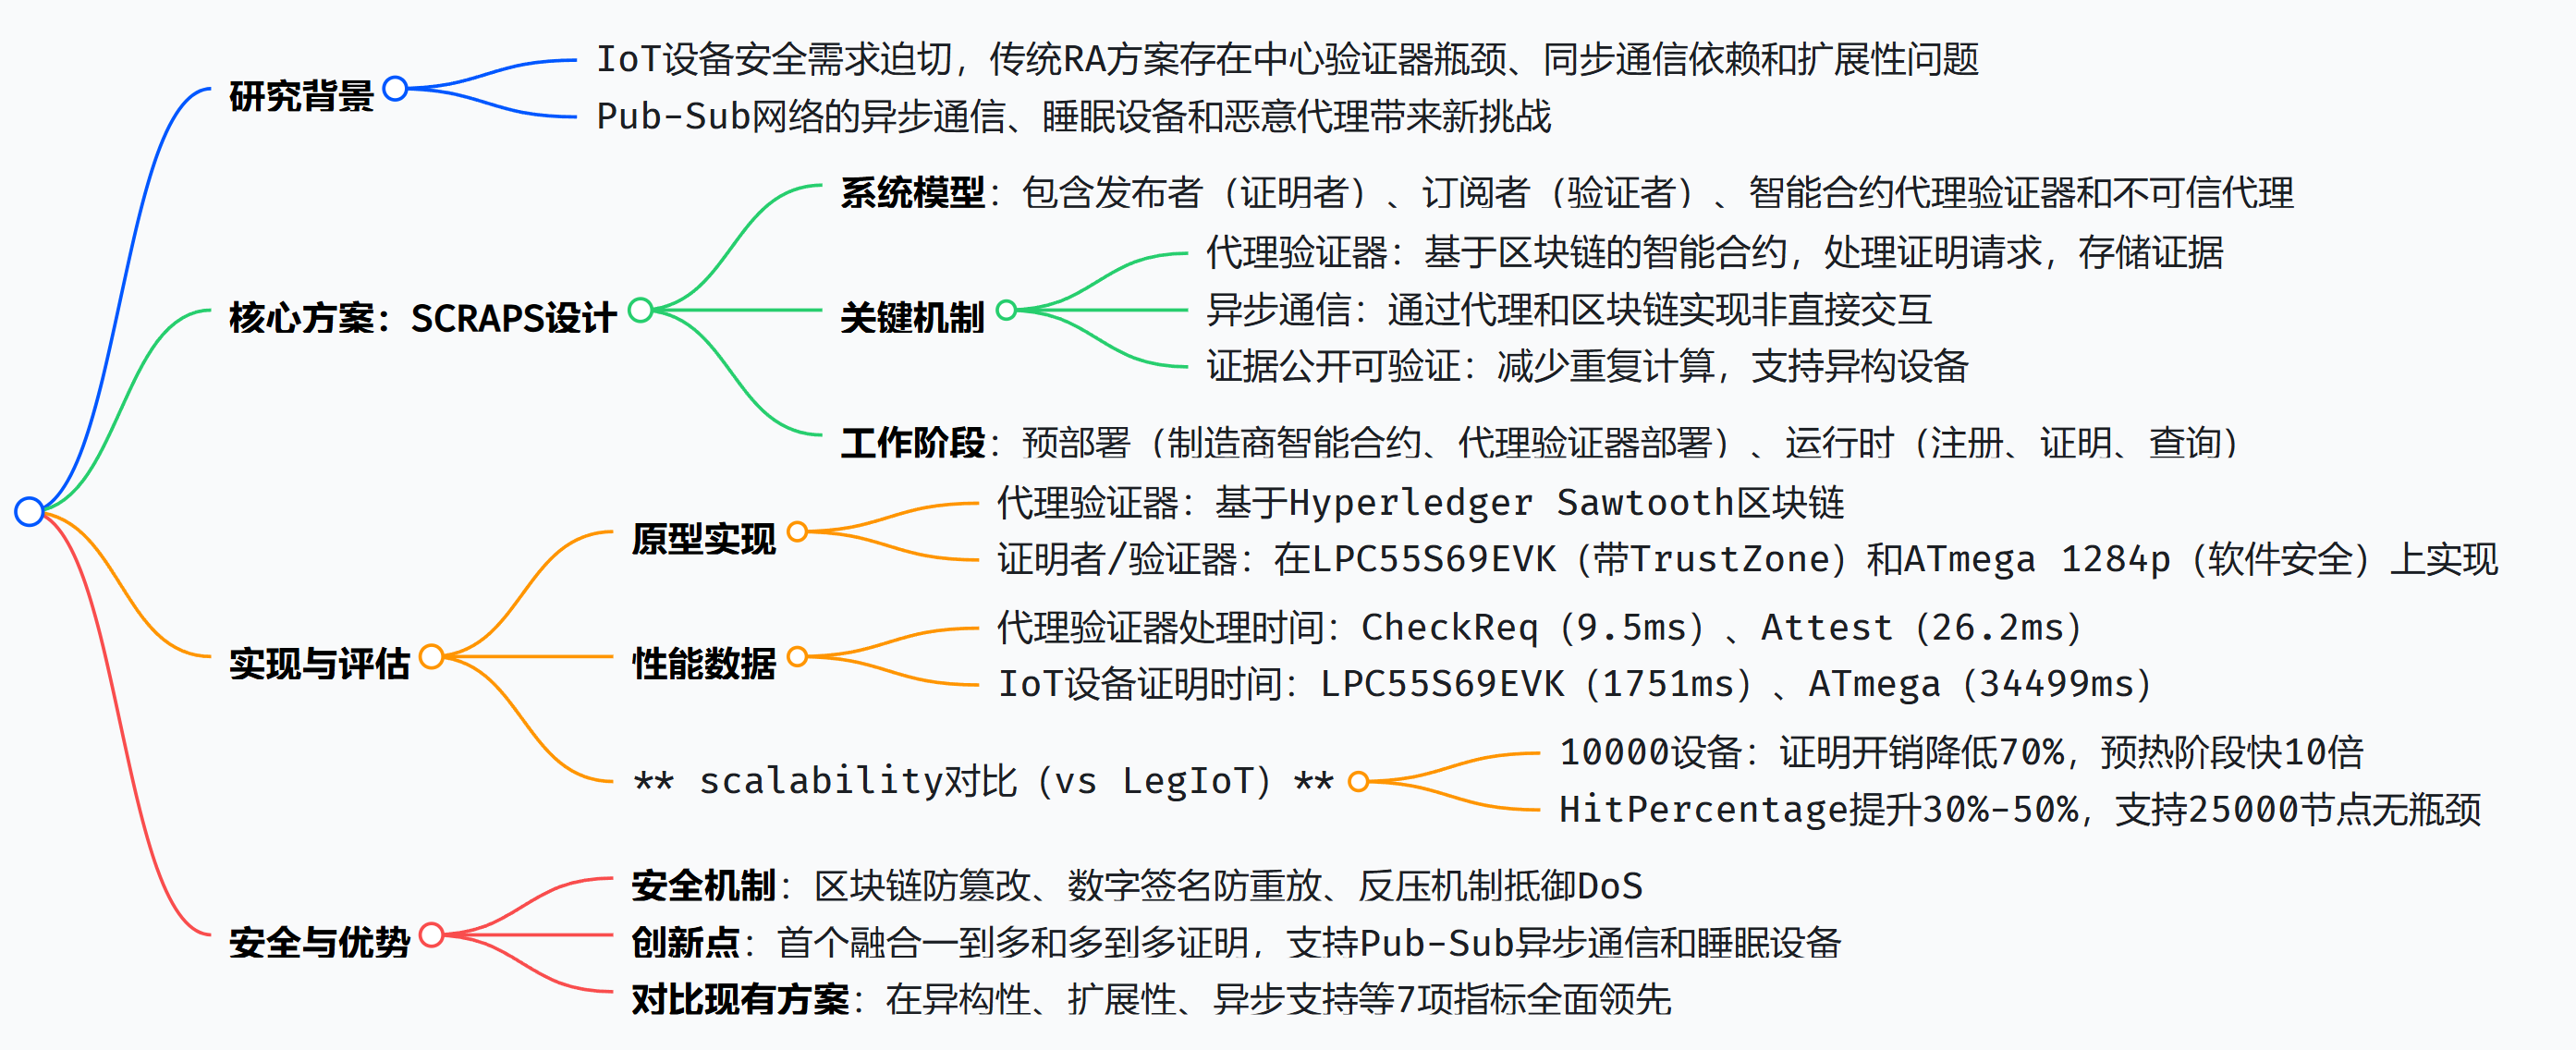 研究背景
IoT设备安全需求迫切，传统RA方案存在中心验证器瓶颈、同步通信依赖和扩展性问题
Pub-Sub网络的异步通信、睡眠设备和恶意代理带来新挑战
核心方案：SCRAPS设计
系统模型：包含发布者（证明者）、订阅者（验证者）、智能合约代理验证器和不可信代理
关键机制
代理验证器：基于区块链的智能合约，处理证明请求，存储证据
异步通信：通过代理和区块链实现非直接交互
证据公开可验证：减少重复计算，支持异构设备
工作阶段：预部署（制造商智能合约、代理验证器部署）、运行时（注册、证明、查询）
实现与评估
原型实现
代理验证器：基于Hyperledger Sawtooth区块链
证明者/验证器：在LPC55S69EVK（带TrustZone）和ATmega 1284p（软件安全）上实现
性能数据
代理验证器处理时间：CheckReq（9.5ms）、Attest（26.2ms）
IoT设备证明时间：LPC55S69EVK（1751ms）、ATmega（34499ms）
** scalability对比（vs LegIoT）**
10000设备：证明开销降低70%，预热阶段快10倍
HitPercentage提升30%-50%，支持25000节点无瓶颈
安全与优势
安全机制：区块链防篡改、数字签名防重放、反压机制抵御DoS
创新点：首个融合一到多和多到多证明，支持Pub-Sub异步通信和睡眠设备
对比现有方案：在异构性、扩展性、异步支持等7项指标全面领先